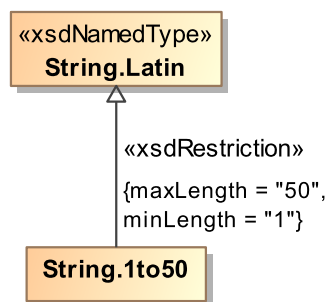 «xsdNamedType»
String.Latin
«xsdRestriction»
{maxLength = "50",
minLength = "1"}
String.1to50